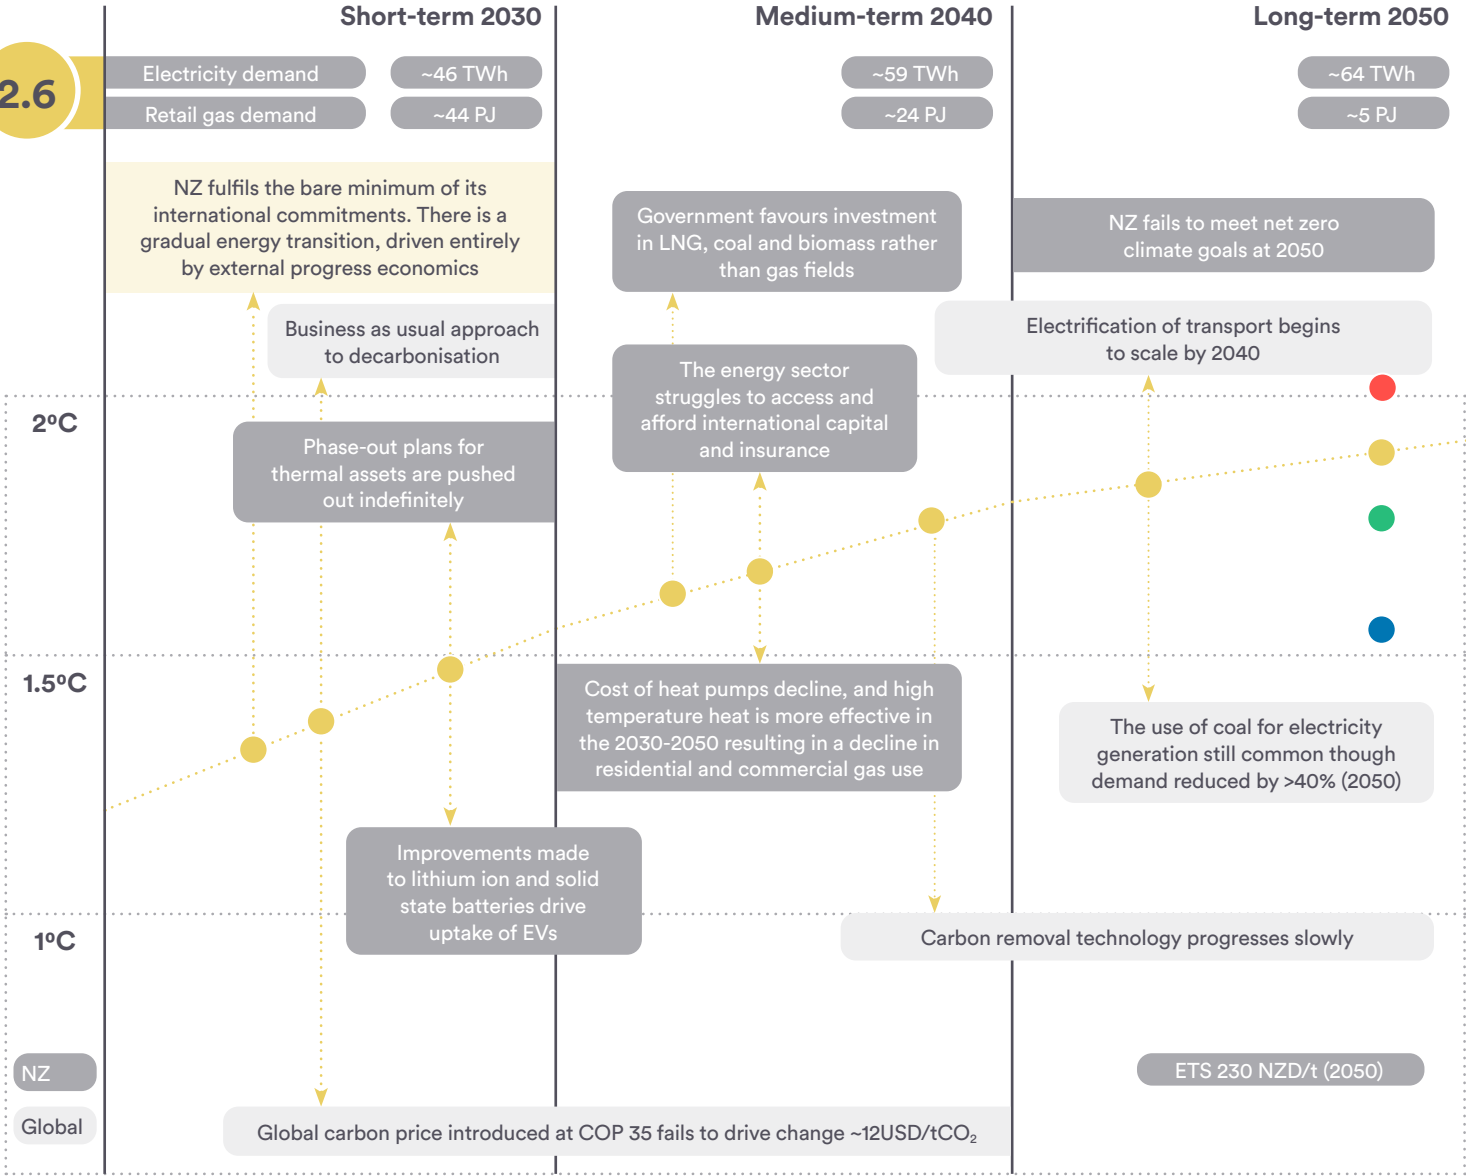 Short-term 2030
Medium-term 2040
Long-term 2050
2.6
Electricity demand
~46 TWh
~59 TWh
~64 TWh
Retail gas demand
~44 PJ
~24 PJ
~5 PJ
NZ fulfils the bare minimum of its
international commitments. There is a
gradual energy transition, driven entirely
by external progress economics
Government favours investment
in LNG, coal and biomass rather
than gas fields
NZ fails to meet net zero
climate goals at 2050
Business as usual approach
to decarbonisation
Electrification of transport begins
to scale by 2040
The energy sector
struggles to access and
afford international capital
and insurance
2ºC
Phase-out plans for
thermal assets are pushed
out indefinitely
1.5ºC
Cost of heat pumps decline, and high
temperature heat is more effective in
the 2030-2050 resulting in a decline in
residential and commercial gas use
The use of coal for electricity
generation still common though
demand reduced by >40% (2050)
Improvements made
to lithium ion and solid
state batteries drive
uptake of EVs
1ºC
Carbon removal technology progresses slowly
NZ
ETS 230 NZD/t (2050)
Global
Global carbon price introduced at COP 35 fails to drive change ~12USD/tCO₂